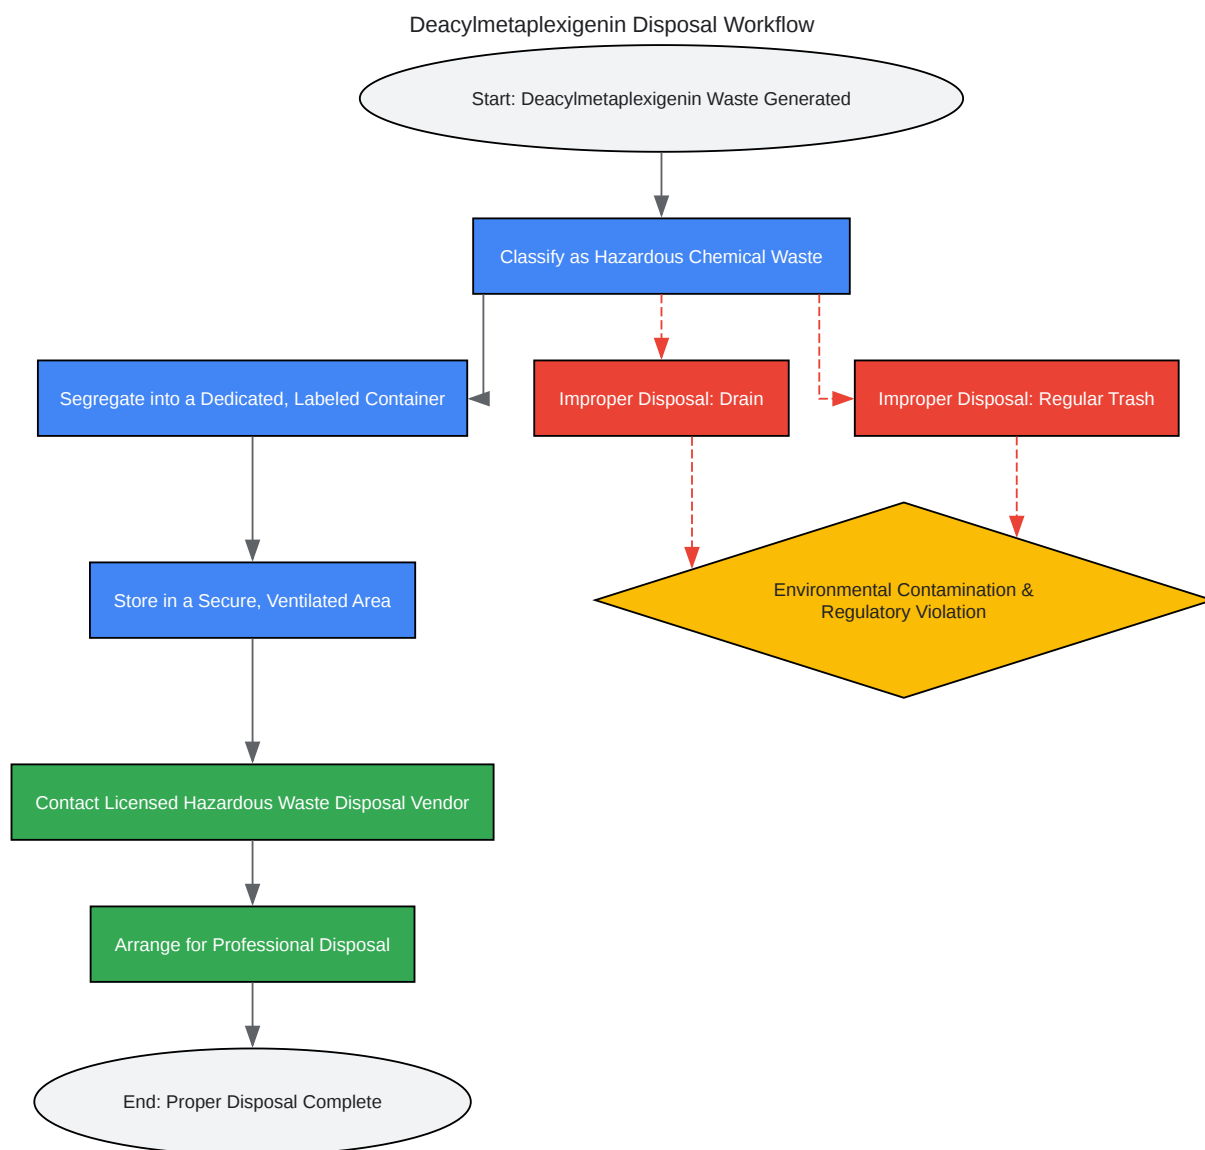 Deacylmetaplexigenin Disposal Workflow
Start: Deacylmetaplexigenin Waste Generated
Classify as Hazardous Chemical Waste
Segregate into a Dedicated, Labeled Container
Improper Disposal: Drain
Improper Disposal: Regular Trash
Store in a Secure, Ventilated Area
Environmental Contamination &
Regulatory Violation
Contact Licensed Hazardous Waste Disposal Vendor
Arrange for Professional Disposal
End: Proper Disposal Complete